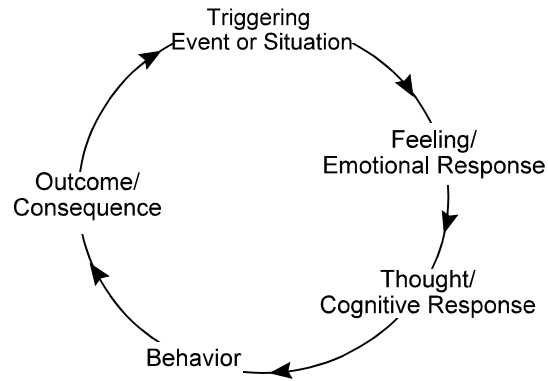 Triggering
Event or Situation
Feeling/
Emotional Response
Thought/
Cognitive Response
Behavior
Outcome/
Consequence